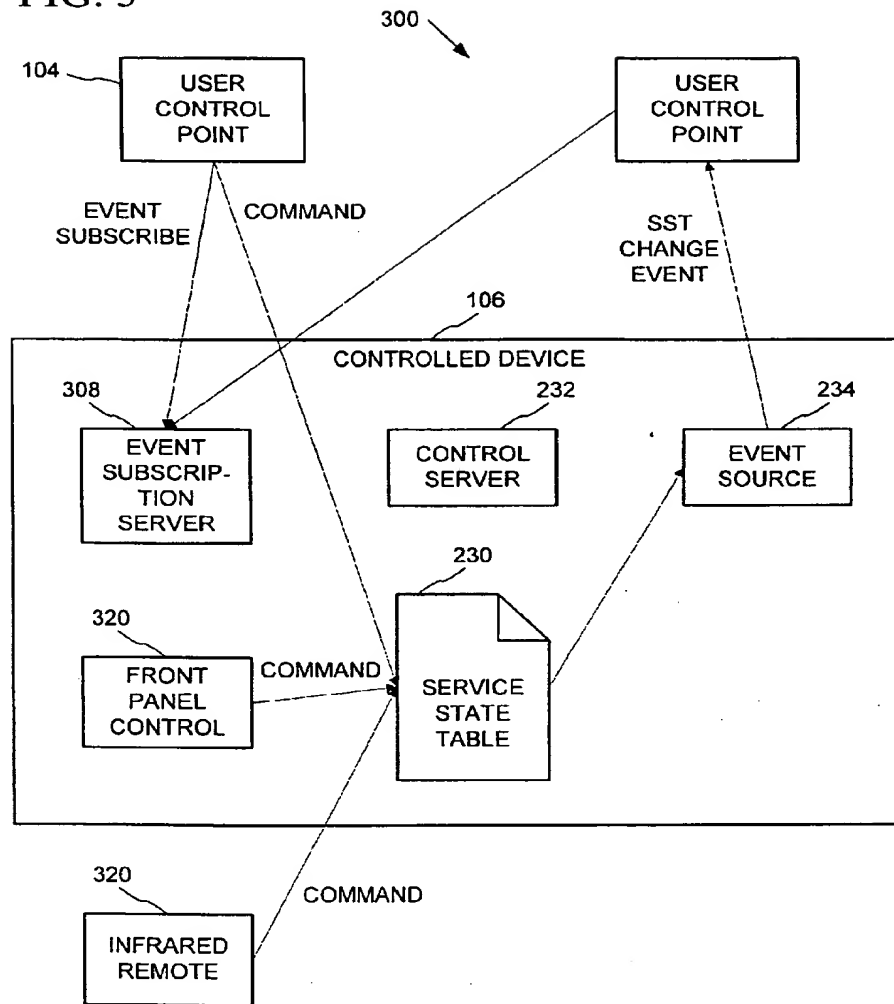 FIG. 3
300
104
USER
CONTROL
POINT
USER
CONTROL
POINT
EVENT
SUBSCRIBE
COMMAND
SST
CHANGE
EVENT
106
CONTROLLED DEVICE
308
232
234
EVENT
SUBSCRIP-
TION
SERVER
CONTROL
SERVER
EVENT
SOURCE
230
320
FRONT
PANEL
CONTROL
COMMAND
SERVICE
STATE
TABLE
320
COMMAND
INFRARED
REMOTE